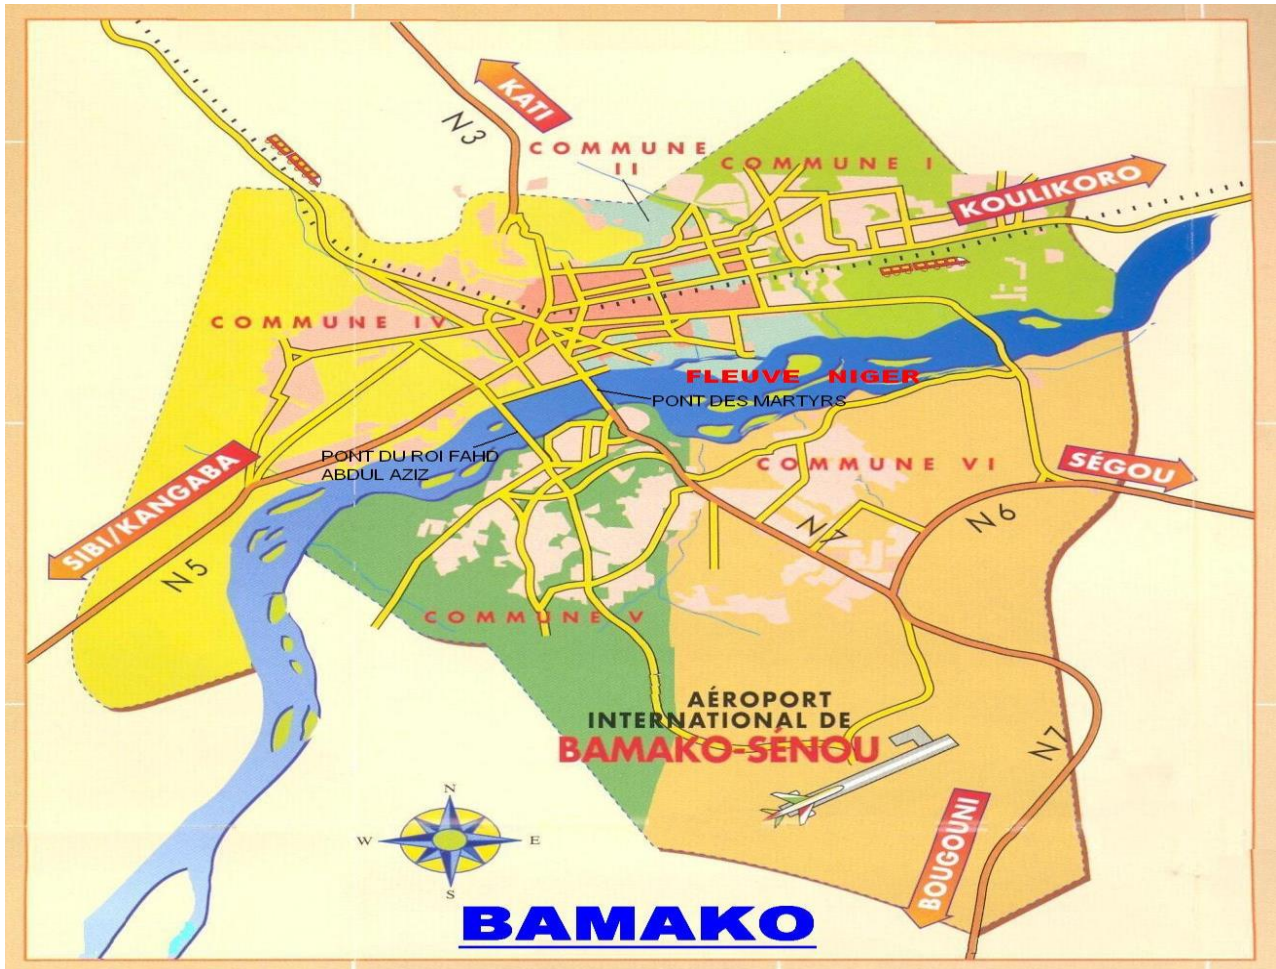 KATI
N3
COMMUNE
II
COMMUNE I
KOULIKORO
COMMUNE IV
FLEUVE NIGER
PONT DES MARTYRS
PONT DU ROI FAHD
ABDUL AZIZ
COMMUNE VI
SÉGOU
SIBI/KANGABA
N5
N7
N6
COMMUNE V
AÉROPORT
INTERNATIONAL DE
BAMAKO-SÉNOU
N7
BOUGOUNI
N
W
E
S
BAMAKO